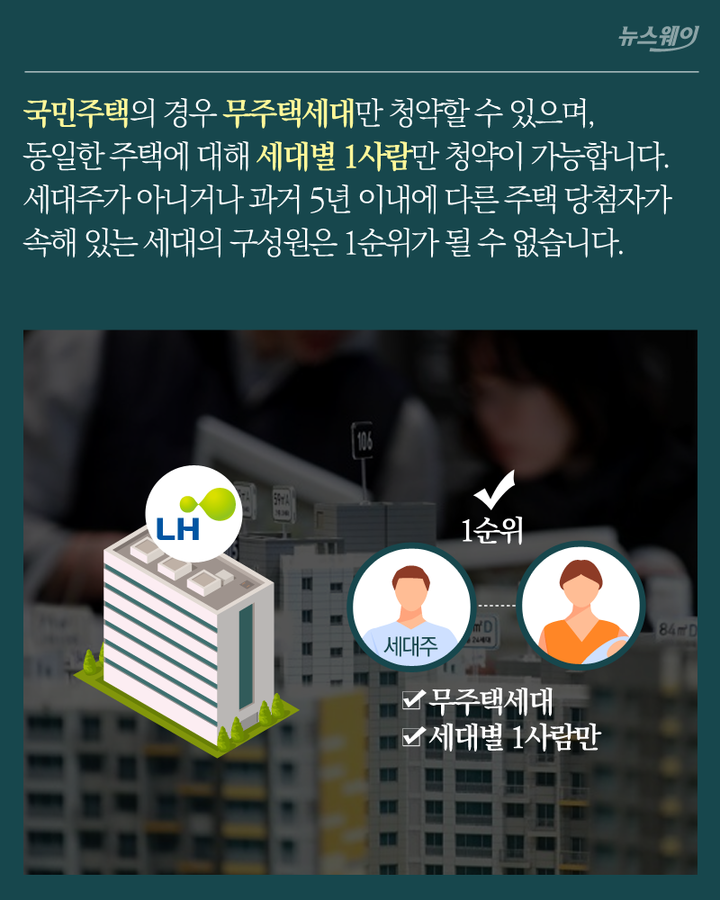 뉴스웨이
국민주택의 경우 무주택세대만 청약할 수 있으며,
동일한 주택에 대해 세대별 1사람만 청약이 가능합니다.
세대주가 아니거나 과거 5년 이내에 다른 주택 당첨자가
속해 있는 세대의 구성원은 1순위가 될 수 없습니다.
106
59㎡A
LH
1순위
세대주
㎡D
84㎡D
무주택세대
세대별 1사람만